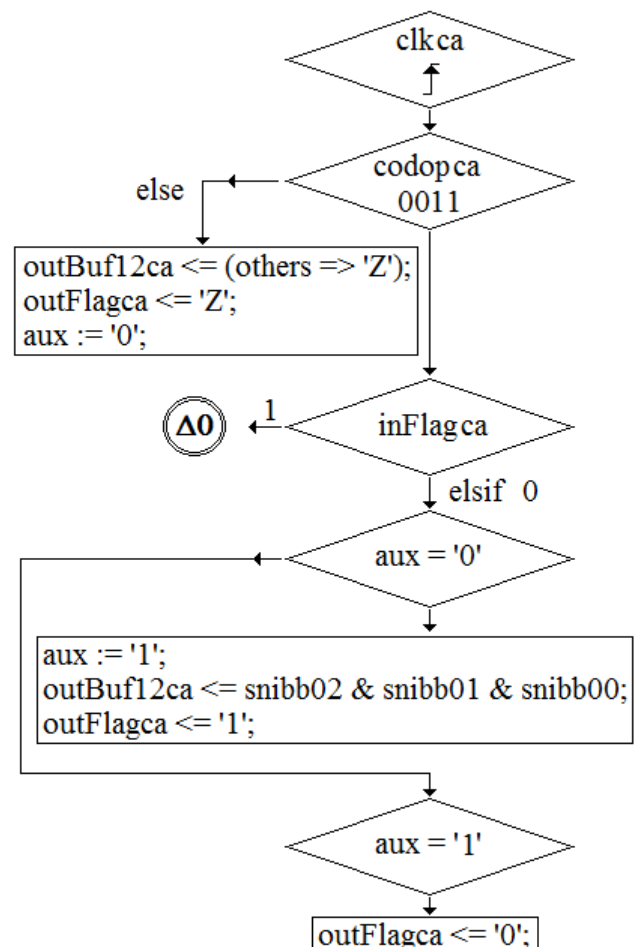 clkca
codopca
0011
else
outBuf12ca <= (others => 'Z');
outFlagca <= 'Z';
aux := '0';
Δ0
1
inFlagca
elsif 0
aux = '0'
aux := '1';
outBuf12ca <= snibb02 & snibb01 & snibb00;
outFlagca <= '1';
aux = '1'
outFlagca <= '0';